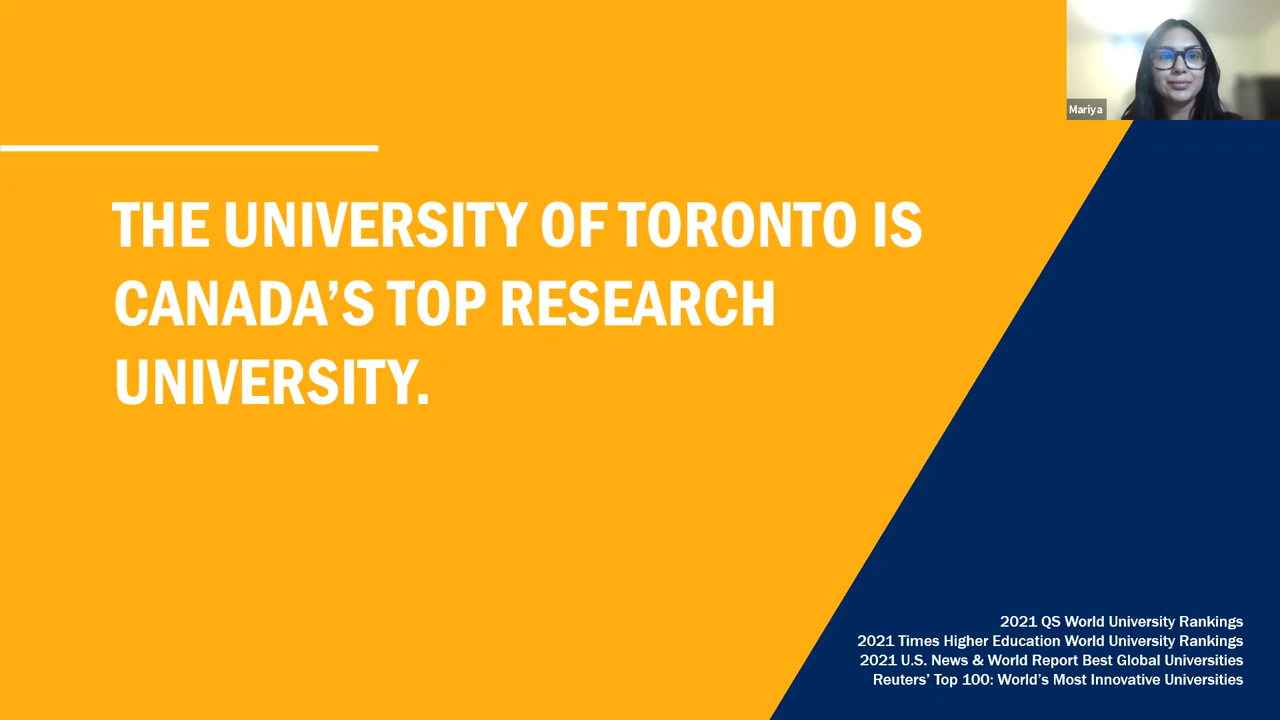 Mariya
THE UNIVERSITY OF TORONTO IS
CANADA’S TOP RESEARCH
UNIVERSITY.
2021 QS World University Rankings
2021 Times Higher Education World University Rankings
2021 U.S. News & World Report Best Global Universities
Reuters’ Top 100: World’s Most Innovative Universities